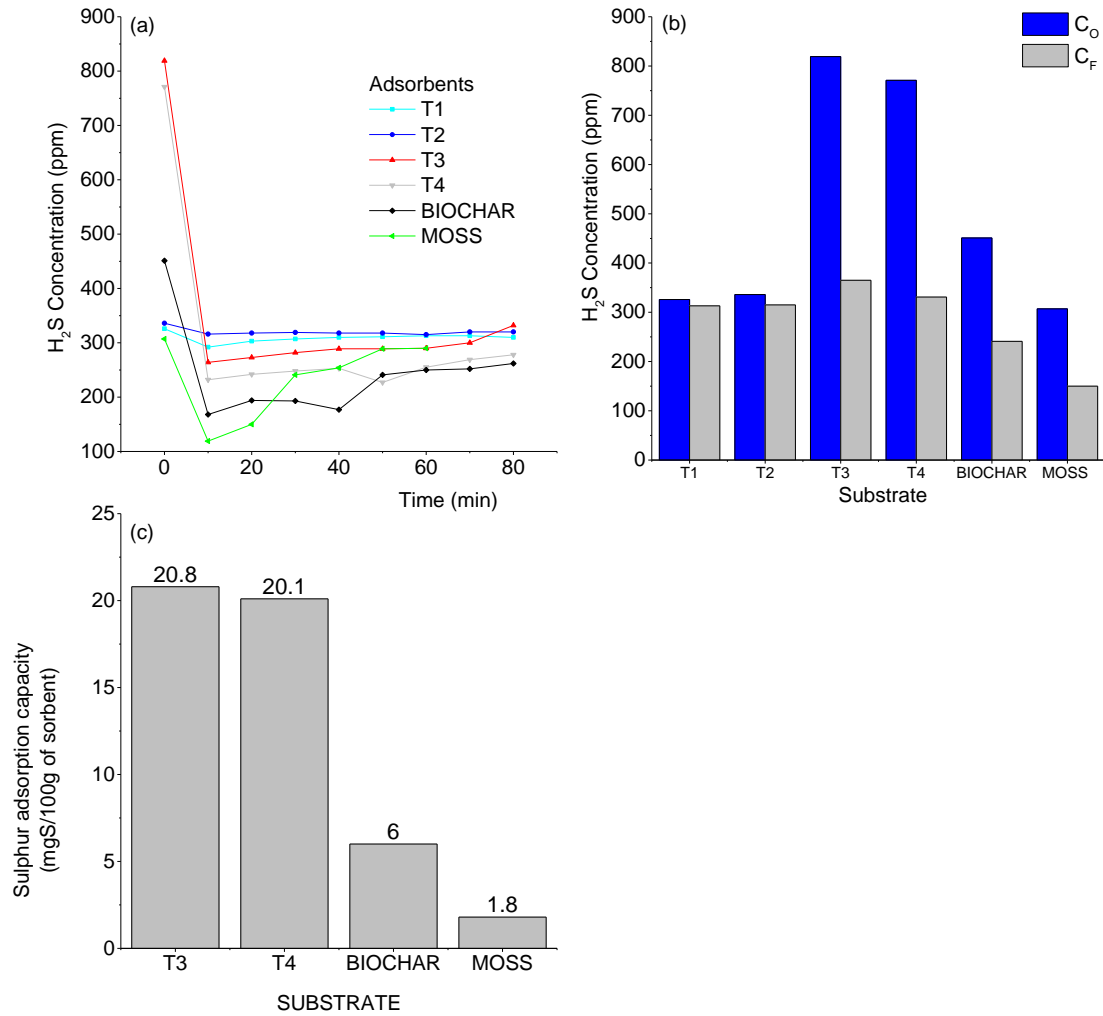 (a)
900
800
700
600
500
400
300
200
100
H₂S Concentration (ppm)
Adsorbents
T1
T2
T3
T4
BIOCHAR
MOSS
0
20
40
60
80
Time (min)
(b)
C_O
C_F
900
800
700
600
500
400
300
200
100
0
H₂S Concentration (ppm)
T1
T2
T3
T4
BIOCHAR
MOSS
Substrate
(c)
25
20
15
10
5
0
Sulphur adsorption capacity
(mgS/100g of sorbent)
20.8
20.1
6
1.8
T3
T4
BIOCHAR
MOSS
SUBSTRATE